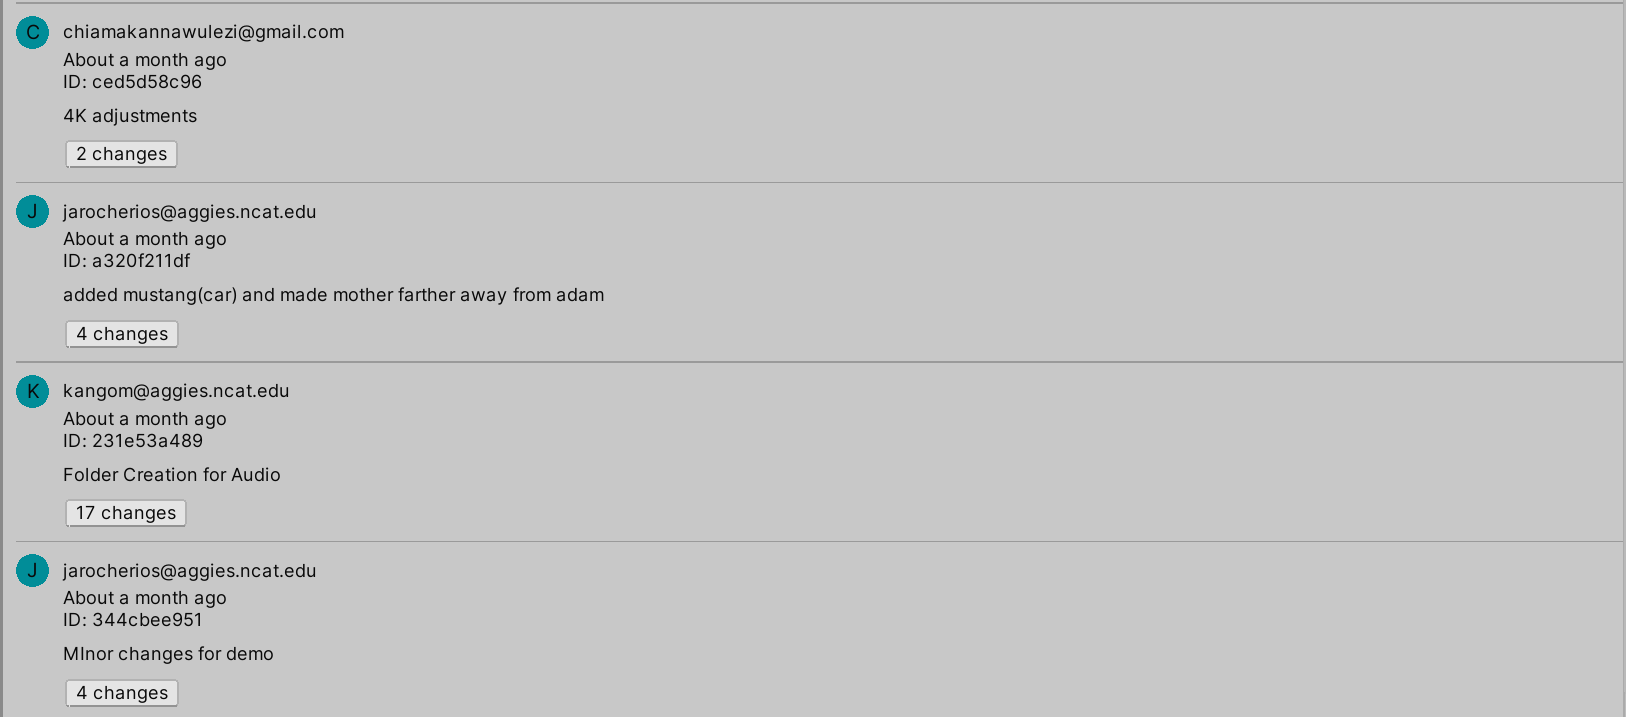 C chiamakannawulezi@gmail.com
About a month ago
ID: ced5d58c96
4K adjustments
2 changes
J jarocherios@aggies.ncat.edu
About a month ago
ID: a320f211df
added mustang(car) and made mother farther away from adam
4 changes
K kangom@aggies.ncat.edu
About a month ago
ID: 231e53a489
Folder Creation for Audio
17 changes
J jarocherios@aggies.ncat.edu
About a month ago
ID: 344cbee951
MInor changes for demo
4 changes